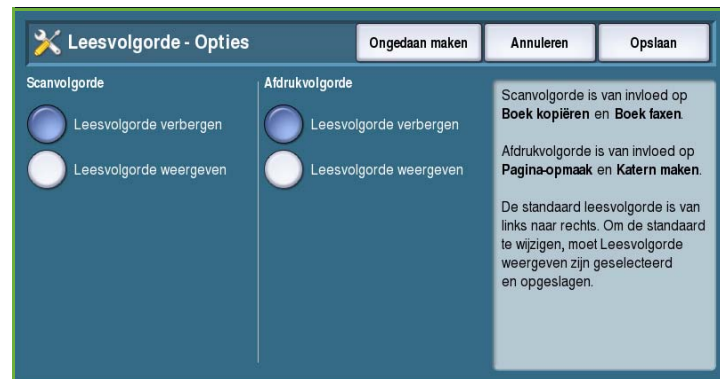 Leesvolgorde - Opties
Ongedaan maken
Annuleren
Opslaan
Scanvolgorde
Leesvolgorde verbergen
Leesvolgorde weergeven
Afdrukvolgorde
Leesvolgorde verbergen
Leesvolgorde weergeven
Scanvolgorde is van invloed op
Boek kopiëren en Boek faxen.
Afdrukvolgorde is van invloed op
Pagina-opmaak en Katern maken.
De standaard leesvolgorde is van
links naar rechts. Om de standaard
te wijzigen, moet Leesvolgorde
weergeven zijn geselecteerd
en opgeslagen.